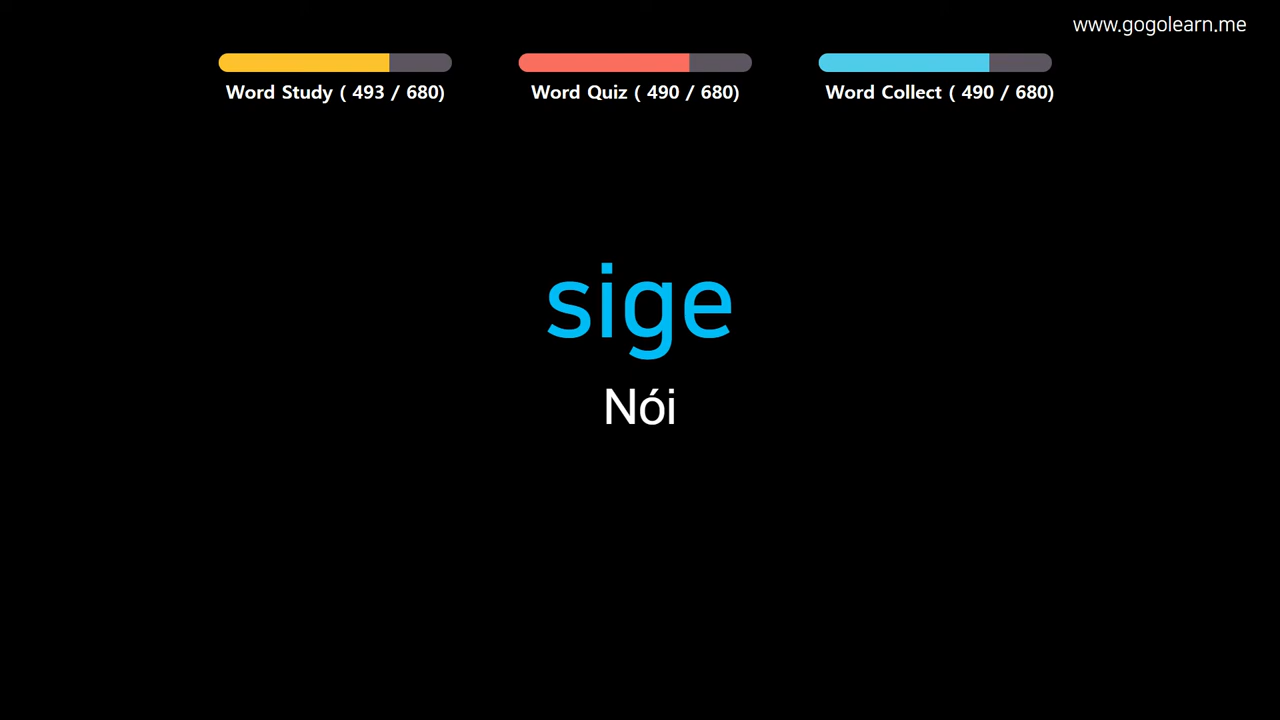 www.gogolearn.me
Word Study ( 493 / 680)
Word Quiz ( 490 / 680)
Word Collect ( 490 / 680)
sige
Nói